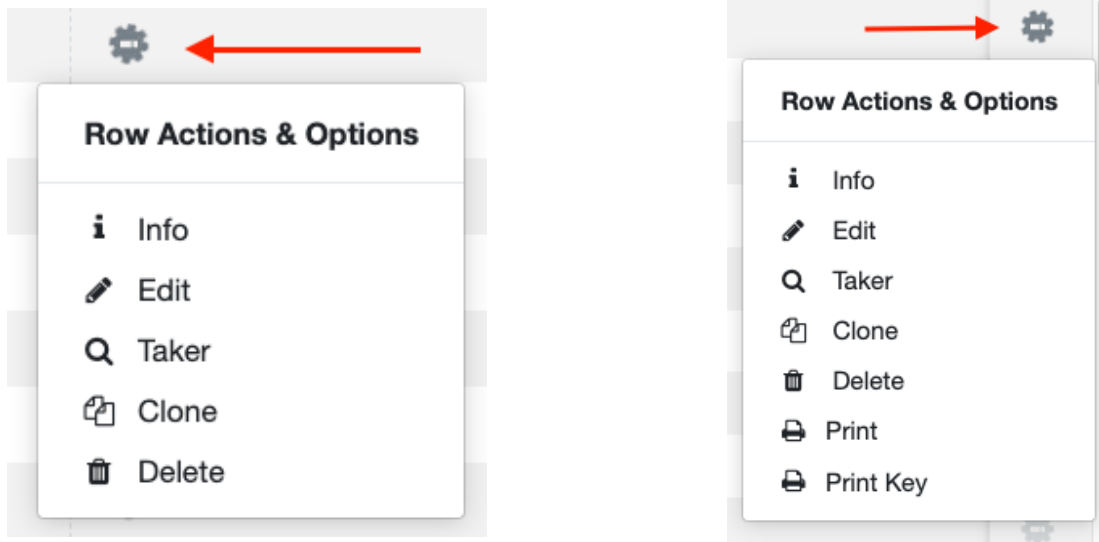 Row Actions & Options
Info
Edit
Taker
Clone
Delete
Row Actions & Options
Info
Edit
Taker
Clone
Delete
Print
Print Key